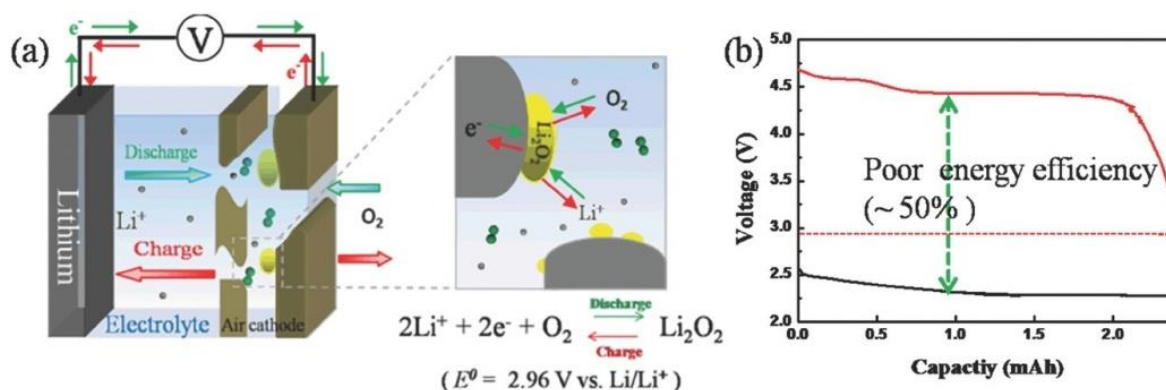 (a)
e⁻
V
e⁻
Lithium
Discharge
Li⁺
Charge
Electrolyte
Air cathode
O₂
e⁻
Li₂O₂
O₂
Li⁺
2Li⁺ + 2e⁻ + O₂ Discharge Charge Li₂O₂
( E⁰ = 2.96 V vs. Li/Li⁺ )
(b)
Voltage (V)
5.0
4.5
4.0
3.5
3.0
2.5
2.0
Poor energy efficiency
(~ 50% )
0.0 0.5 1.0 1.5 2.0
Capactiy (mAh)